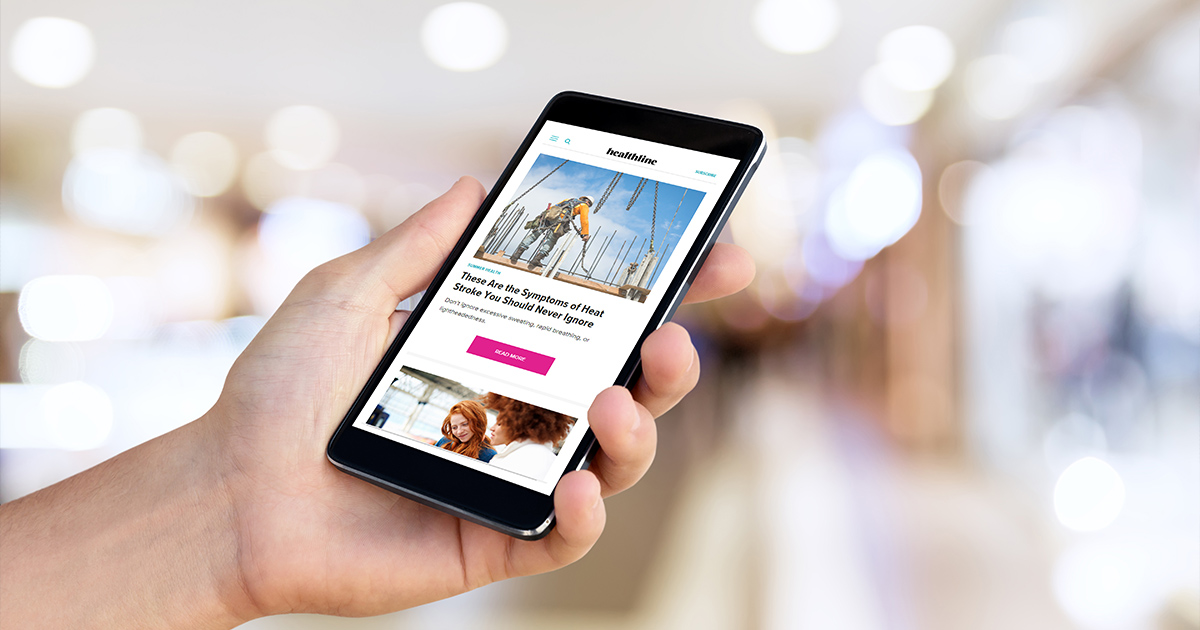 healthline
SUBSCRIBE
SUMMER HEALTH
These Are the Symptoms of Heat
Stroke You Should Never Ignore
Don't ignore excessive sweating, rapid breathing, or
lightheadedness.
READ MORE